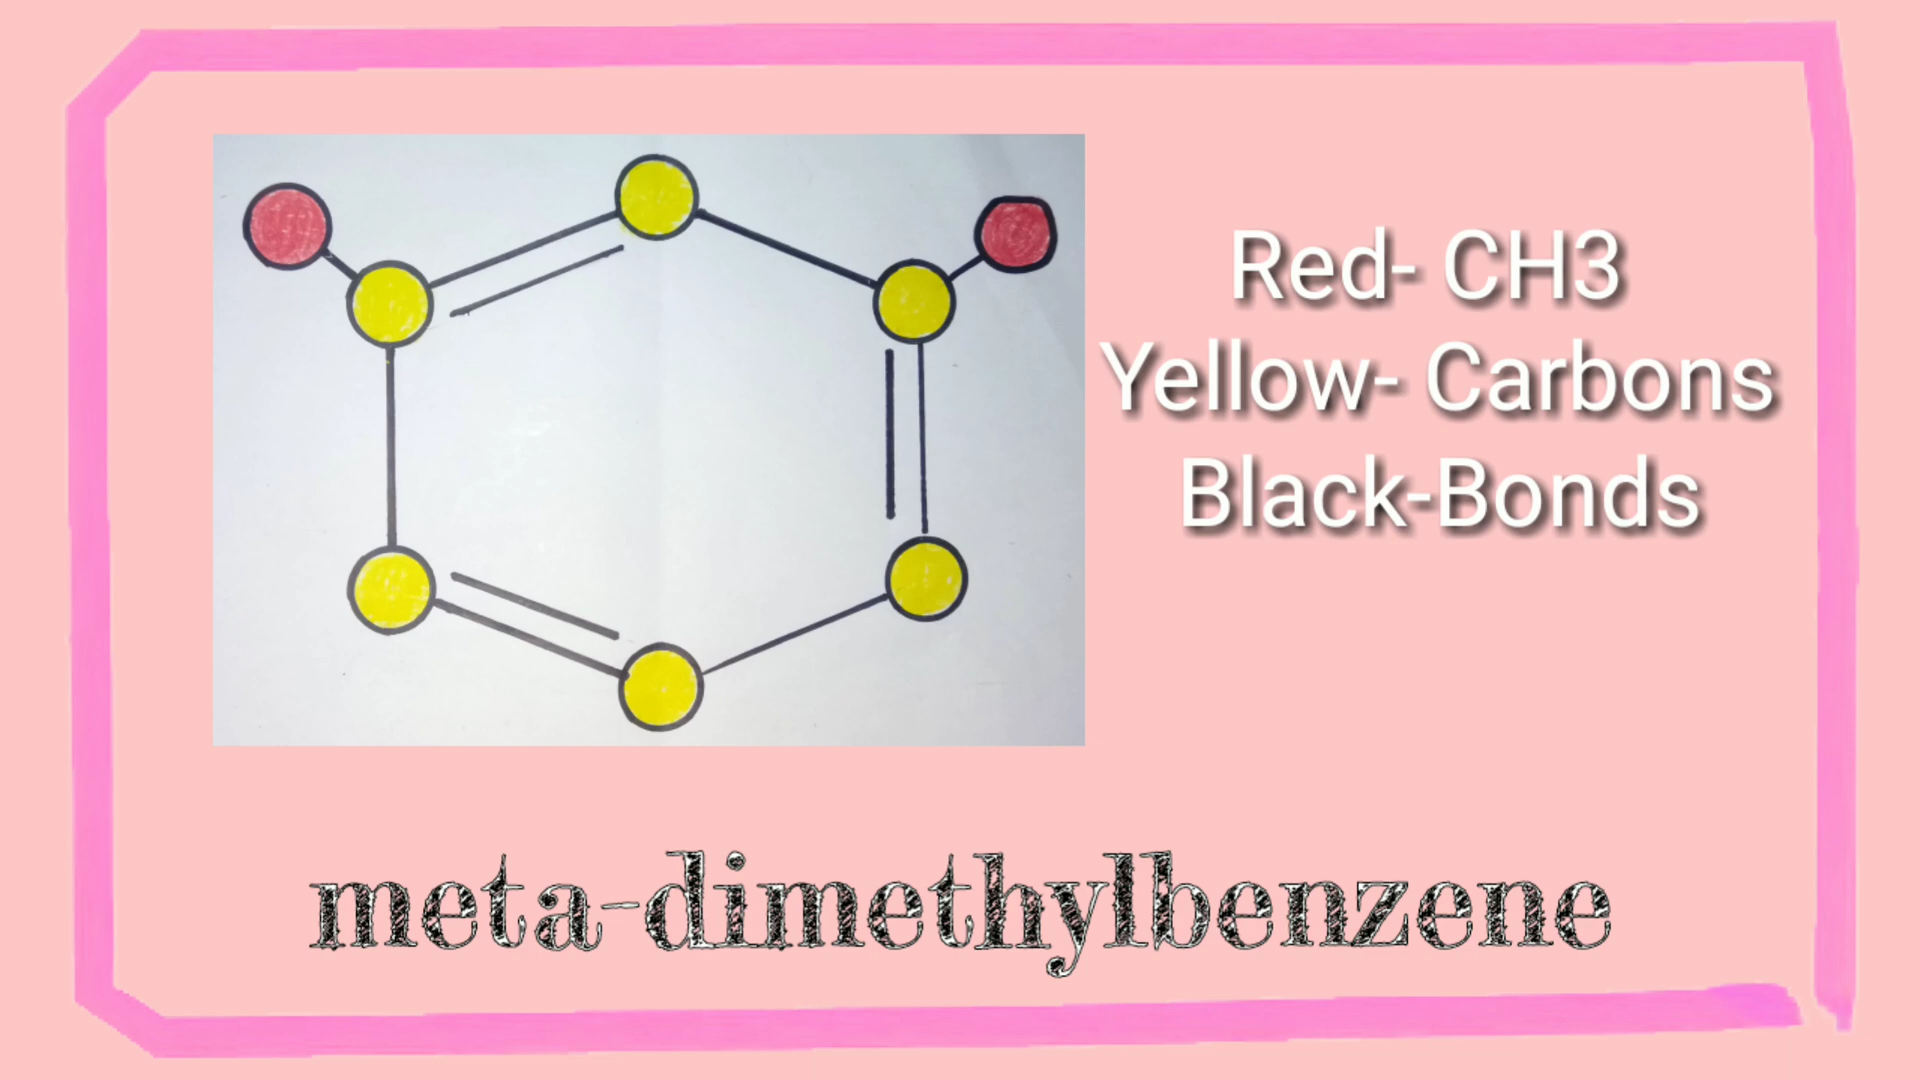 Red- CH3
Yellow- Carbons
Black-Bonds
meta-dimethylbenzene